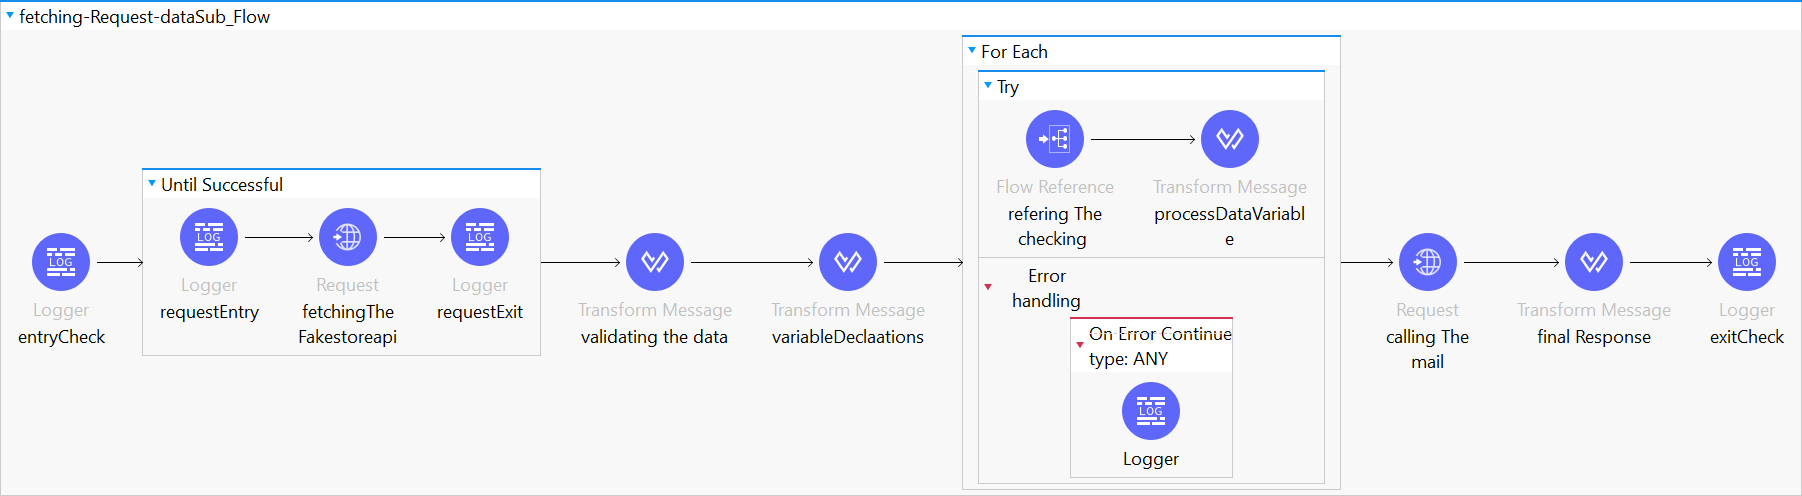 fetching-Request-dataSub_Flow
LOG
Logger
entryCheck
Until Successful
LOG
Logger
requestEntry
Request
fetchingThe
Fakestoreapi
LOG
Logger
requestExit
Transform Message
validating the data
Transform Message
variableDeclaations
For Each
Try
Flow Reference
refering The
checking
Transform Message
processDataVariabl
e
Error
handling
On Error Continue
type: ANY
LOG
Logger
Request
calling The
mail
Transform Message
final Response
LOG
Logger
exitCheck